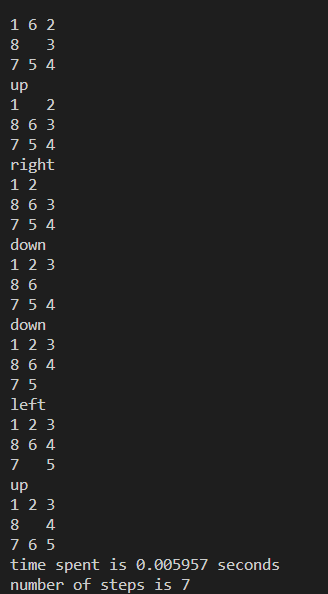 1 6 2
8   3
7 5 4
up
1   2
8 6 3
7 5 4
right
1 2
8 6 3
7 5 4
down
1 2 3
8 6
7 5 4
down
1 2 3
8 6 4
7 5
left
1 2 3
8 6 4
7   5
up
1 2 3
8   4
7 6 5
time spent is 0.005957 seconds
number of steps is 7